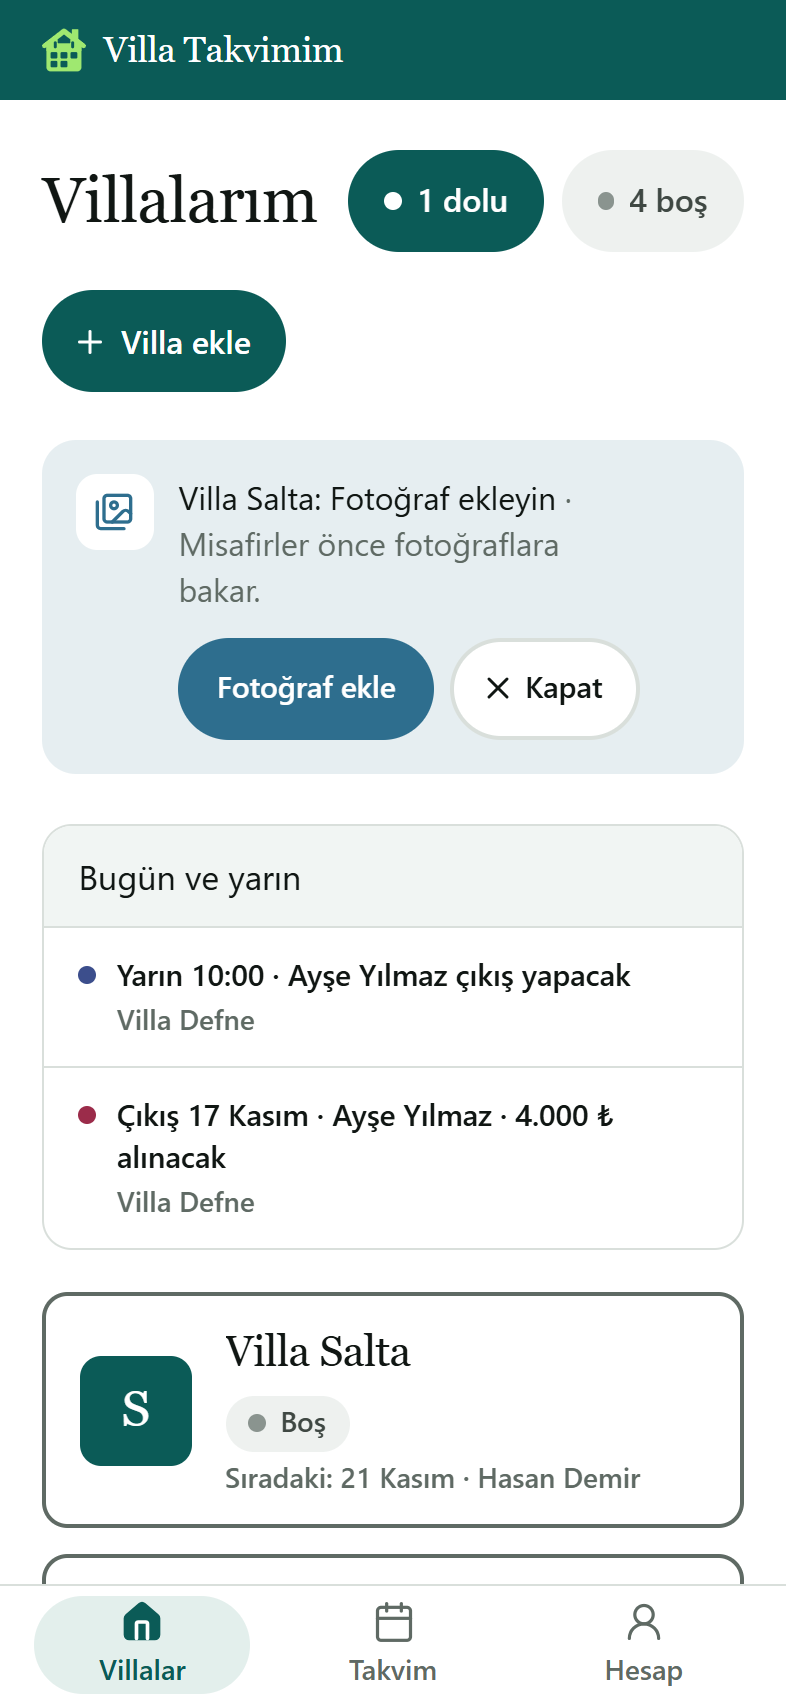 Villa Takvimim
Villalarım
1 dolu
4 boş
Villa ekle
Villa Salta: Fotoğraf ekleyin ·
Misafirler önce fotoğraflara
bakar.
Fotoğraf ekle
Kapat
Bugün ve yarın
Yarın 10:00 · Ayşe Yılmaz çıkış yapacak
Villa Defne
Çıkış 17 Kasım · Ayşe Yılmaz · 4.000 ₺
alınacak
Villa Defne
S
Villa Salta
Boş
Sıradaki: 21 Kasım · Hasan Demir
Villalar
Takvim
Hesap